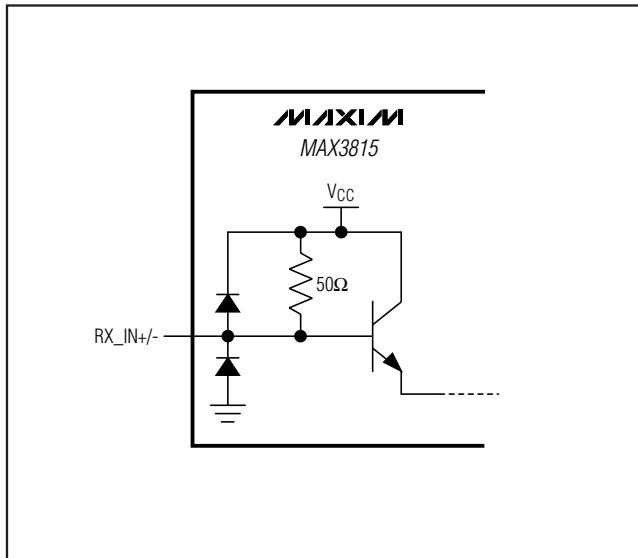 MAXIM
MAX3815
VCC
50Ω
RX_IN+/-